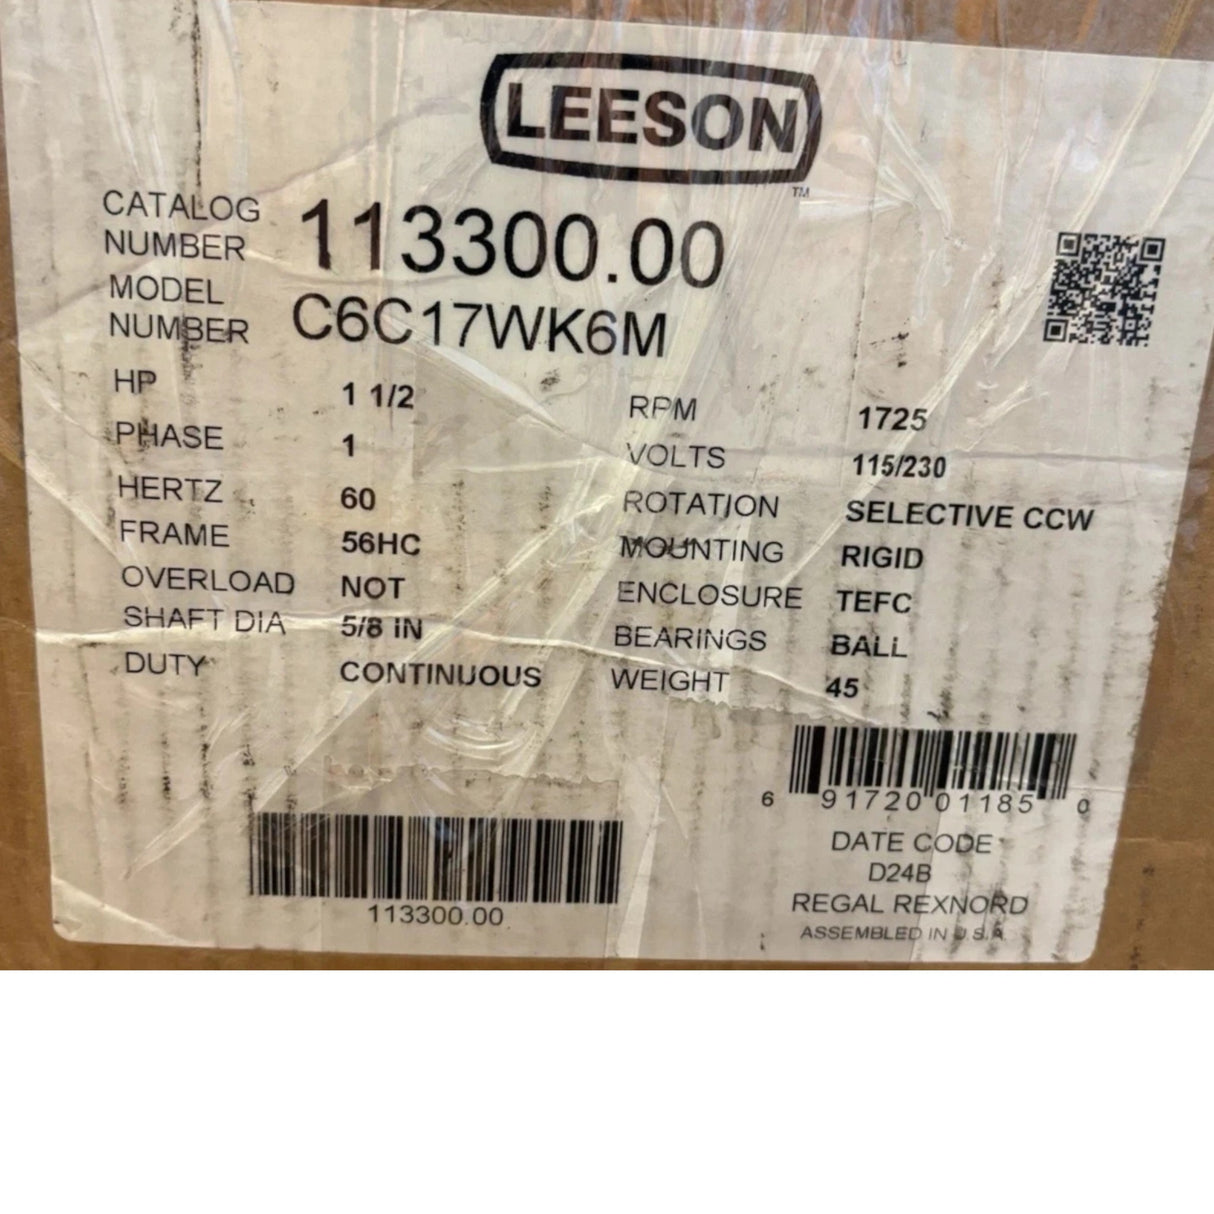 LEESON
TM
CATALOG NUMBER 113300.00
MODEL NUMBER C6C17WK6M
HP 1 1/2
PHASE 1
HERTZ 60
FRAME 56HC
OVERLOAD NOT
SHAFT DIA 5/8 IN
DUTY CONTINUOUS
RPM 1725
VOLTS 115/230
ROTATION SELECTIVE CCW
MOUNTING RIGID
ENCLOSURE TEFC
BEARINGS BALL
WEIGHT 45
113300.00
6 91720 01185 0
DATE CODE
D24B
REGAL REXNORD
ASSEMBLED IN U.S.A.